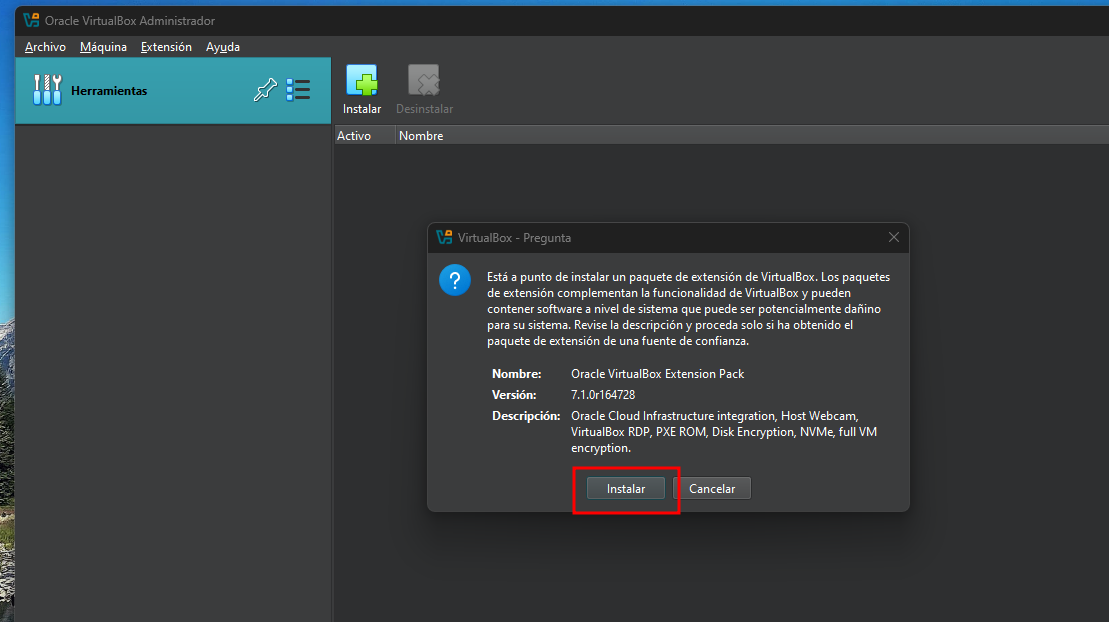 Oracle VirtualBox Administrador
Archivo Máquina Extensión Ayuda
Herramientas
Instalar Desinstalar
Activo Nombre
VirtualBox - Pregunta
Está a punto de instalar un paquete de extensión de VirtualBox. Los paquetes
de extensión complementan la funcionalidad de VirtualBox y pueden
contener software a nivel de sistema que puede ser potencialmente dañino
para su sistema. Revise la descripción y proceda solo si ha obtenido el
paquete de extensión de una fuente de confianza.
Nombre: Oracle VirtualBox Extension Pack
Versión: 7.1.0r164728
Descripción: Oracle Cloud Infrastructure integration, Host Webcam,
VirtualBox RDP, PXE ROM, Disk Encryption, NVMe, full VM
encryption.
Instalar Cancelar